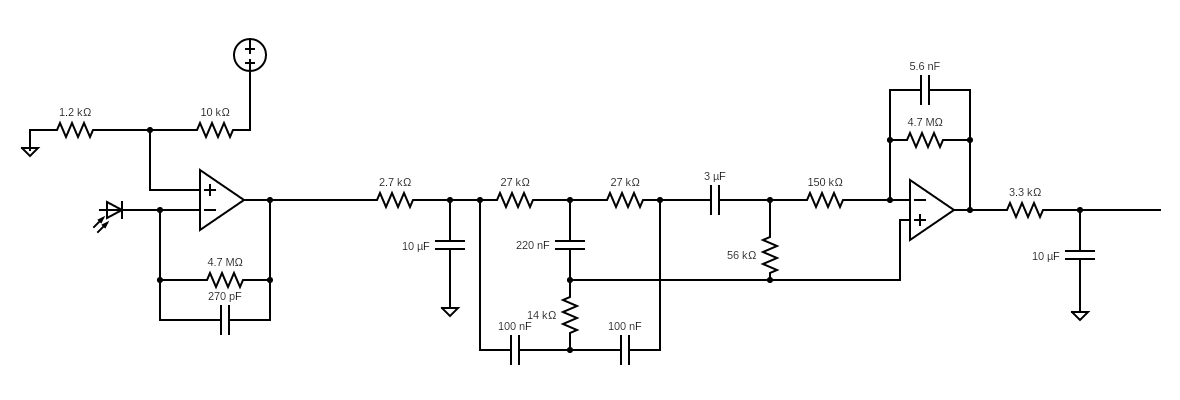 5.6 nF
1.2 kΩ
10 kΩ
4.7 MΩ
2.7 kΩ
27 kΩ
27 kΩ
3 µF
150 kΩ
3.3 kΩ
10 µF
220 nF
56 kΩ
10 µF
4.7 MΩ
270 pF
14 kΩ
100 nF
100 nF